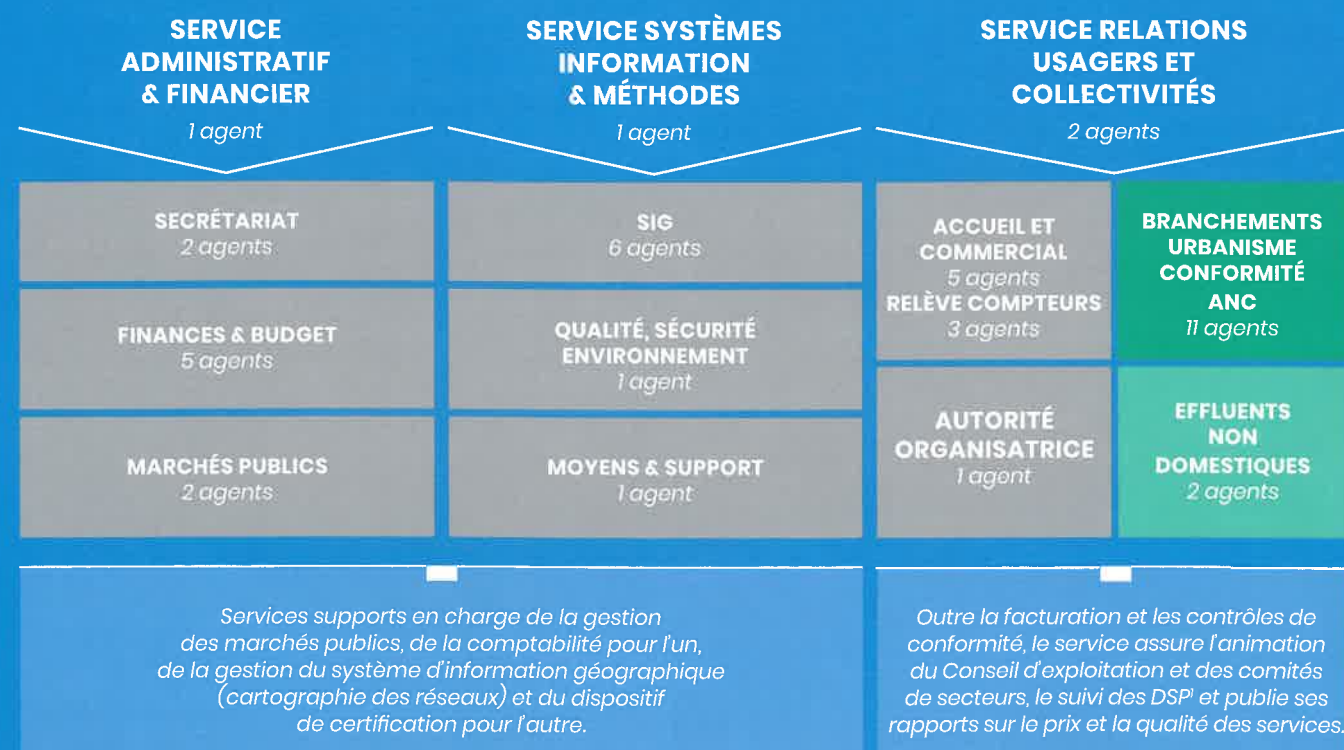 SERVICE
ADMINISTRATIF
& FINANCIER
1 agent
SECRÉTARIAT
2 agents
FINANCES & BUDGET
5 agents
MARCHÉS PUBLICS
2 agents
SERVICE SYSTÈMES
INFORMATION
& MÉTHODES
1 agent
SIG
6 agents
QUALITÉ, SÉCURITÉ
ENVIRONNEMENT
1 agent
MOYENS & SUPPORT
1 agent
Services supports en charge de la gestion
des marchés publics, de la comptabilité pour l'un,
de la gestion du système d'information géographique
(cartographie des réseaux) et du dispositif
de certification pour l'autre.
SERVICE RELATIONS
USAGERS ET
COLLECTIVITÉS
2 agents
ACCUEIL ET
COMMERCIAL
5 agents
RELÈVE COMPTEURS
3 agents
BRANCHEMENTS
URBANISME
CONFORMITÉ
ANC
11 agents
AUTORITÉ
ORGANISATRICE
1 agent
EFFLUENTS
NON
DOMESTIQUES
2 agents
Outre la facturation et les contrôles de
conformité, le service assure l'animation
du Conseil d'exploitation et des comités
de secteurs, le suivi des DSP¹ et publie ses
rapports sur le prix et la qualité des services.